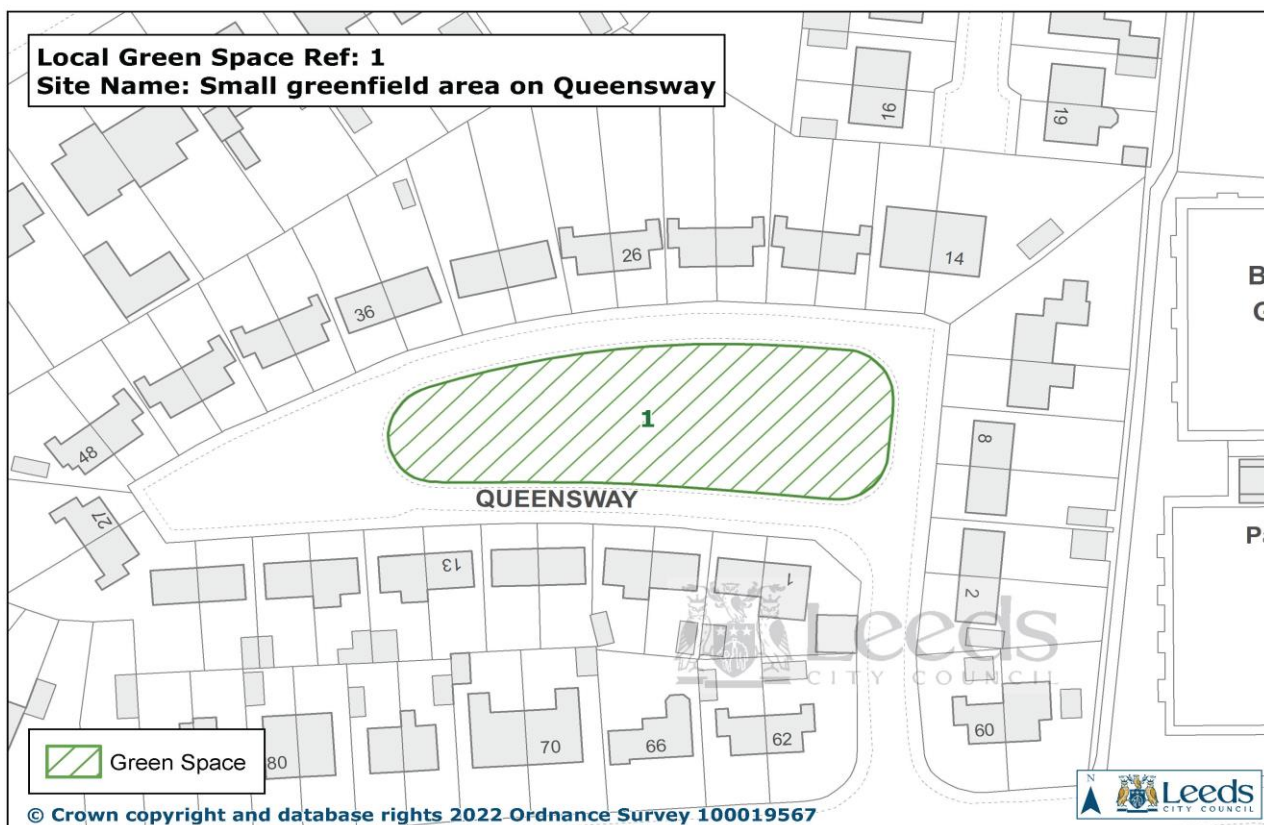 Local Green Space Ref: 1
Site Name: Small greenfield area on Queensway
16
19
26
14
36
B
G
1
48
8
QUEENSWAY
27
Pa
13
1
2
Leeds
CITY COUNCIL
70
66
62
60
80
Green Space
N
Leeds
CITY COUNCIL
© Crown copyright and database rights 2022 Ordnance Survey 100019567